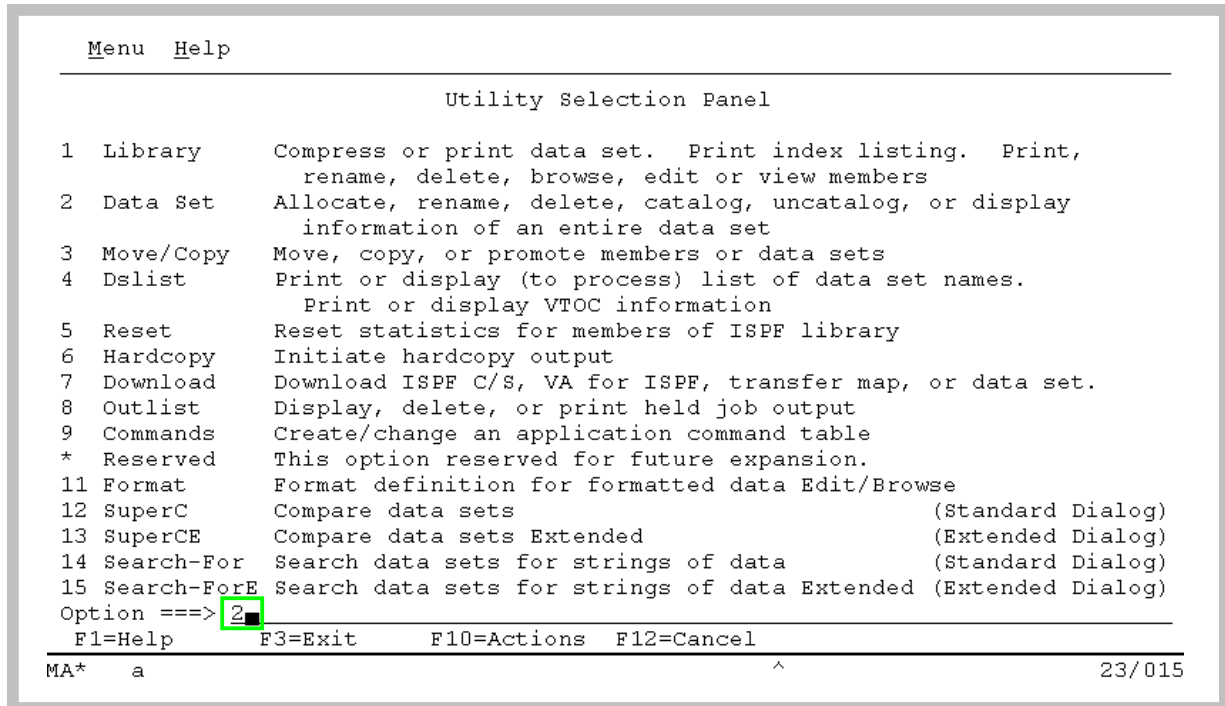 Menu  Help
Utility Selection Panel
1  Library     Compress or print data set.  Print index listing.  Print,
rename, delete, browse, edit or view members
2  Data Set    Allocate, rename, delete, catalog, uncatalog, or display
information of an entire data set
3  Move/Copy   Move, copy, or promote members or data sets
4  Dslist      Print or display (to process) list of data set names.
Print or display VTOC information
5  Reset       Reset statistics for members of ISPF library
6  Hardcopy    Initiate hardcopy output
7  Download    Download ISPF C/S, VA for ISPF, transfer map, or data set.
8  Outlist     Display, delete, or print held job output
9  Commands    Create/change an application command table
*  Reserved    This option reserved for future expansion.
11 Format      Format definition for formatted data Edit/Browse
12 SuperC      Compare data sets                            (Standard Dialog)
13 SuperCE     Compare data sets Extended                   (Extended Dialog)
14 Search-For  Search data sets for strings of data         (Standard Dialog)
15 Search-ForE Search data sets for strings of data Extended (Extended Dialog)
Option ===> 2
F1=Help      F3=Exit      F10=Actions  F12=Cancel
MA*   a   ^   23/015